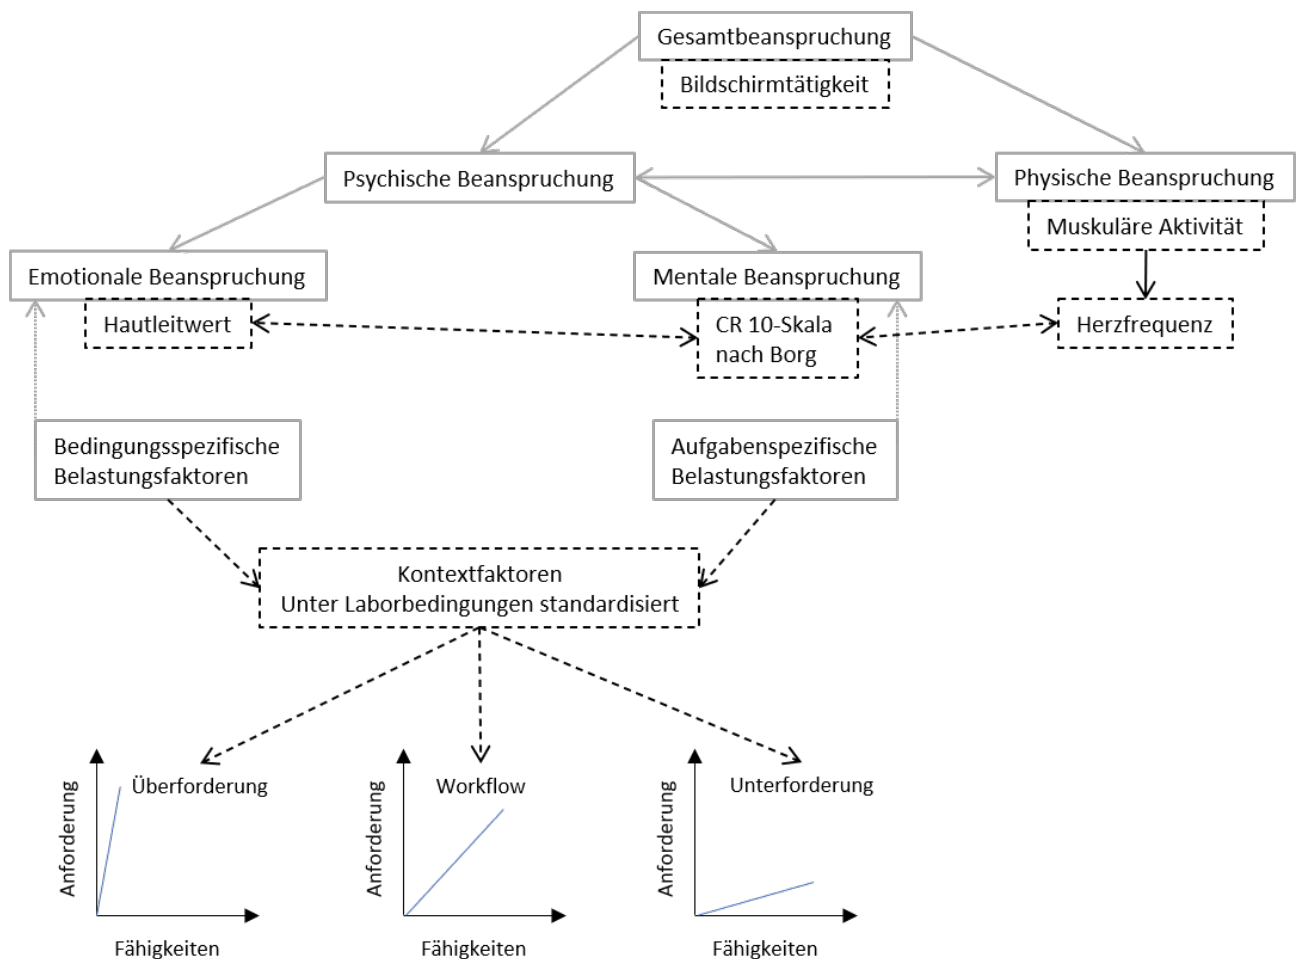 Gesamtbeanspruchung
Bildschirmtätigkeit
Psychische Beanspruchung
Physische Beanspruchung
Muskuläre Aktivität
Emotionale Beanspruchung
Mentale Beanspruchung
Hautleitwert
CR 10-Skala
nach Borg
Herzfrequenz
Bedingungsspezifische
Belastungsfaktoren
Aufgabenspezifische
Belastungsfaktoren
Kontextfaktoren
Unter Laborbedingungen standardisiert
Überforderung
Anforderung
Fähigkeiten
Workflow
Anforderung
Fähigkeiten
Unterforderung
Anforderung
Fähigkeiten